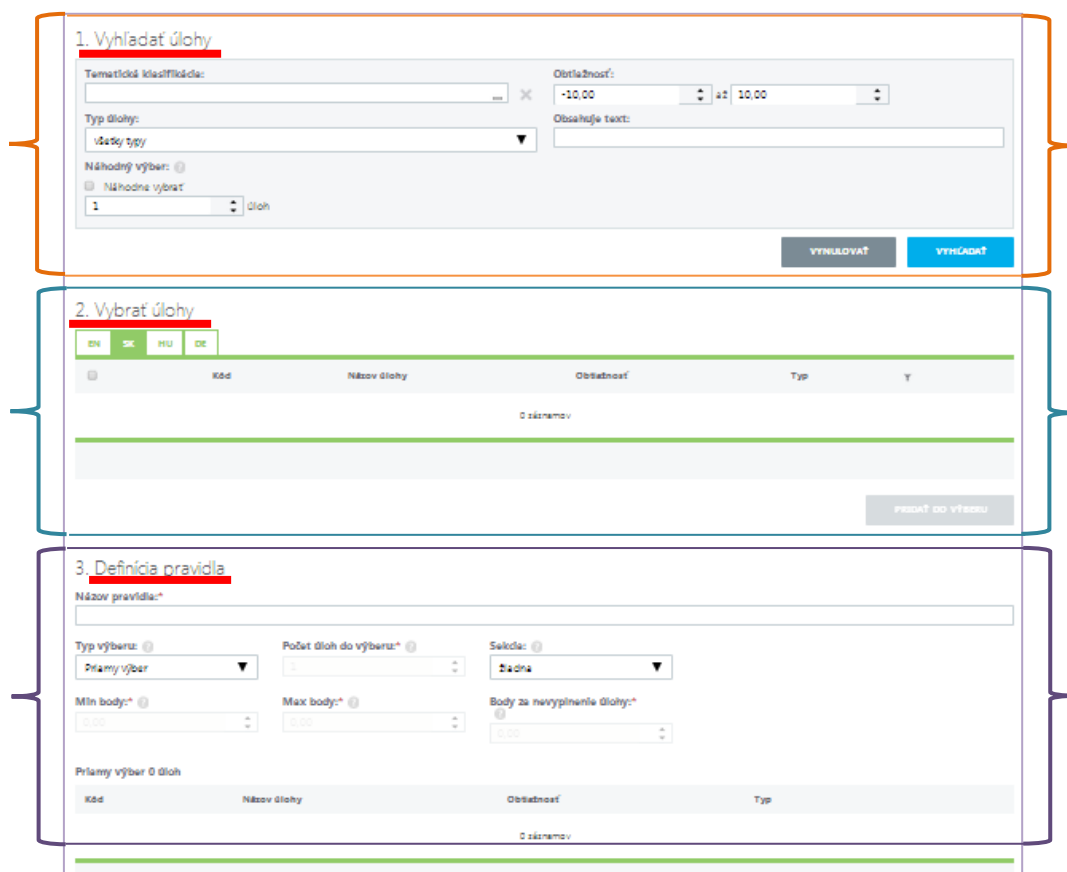 1. Vyhľadať úlohy
Tematická klasifikácia: Obtiažnosť:
... -10,00 až 10,00
Typ úlohy: Obsahuje text:
všetky typy
Náhodný výber:
Náhodne vybrať
1 úloh
VYNULOVAŤ VYHĽADAŤ
2. Vybrať úlohy
EN SK HU DE
Kód Názov úlohy Obtiažnosť Typ
0 záznamov
PRIDAŤ DO VÝBERU
3. Definícia pravidla
Názov pravidla:*
Typ výberu: Počet úloh do výberu:* Sekcia:
Priamy výber 1 žiadna
Min body:* Max body:* Body za nevyplnenie úlohy:*
0,00 0,00 0,00
Priamy výber 0 úloh
Kód Názov úlohy Obtiažnosť Typ
0 záznamov